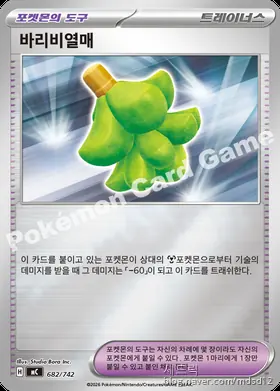 포켓몬의 도구
트레이너스
바리비열매
Pokémon Card Game
이 카드를 붙이고 있는 포켓몬이 상대의 포켓몬으로부터 기술의
데미지를 받을 때 그 데미지는 「-60」이 되고 이 카드를 트래쉬한다.
Illus. Studio Bora Inc.
H mC 682/742
포켓몬의 도구는 자신의 차례에 몇 장이라도 자신의
포켓몬에게 붙일 수 있다. 포켓몬 1마리에게 1장만
붙일 수 있고 붙인 채로
©2026 Pokémon/Nintendo/Creatures/GAME FREAK